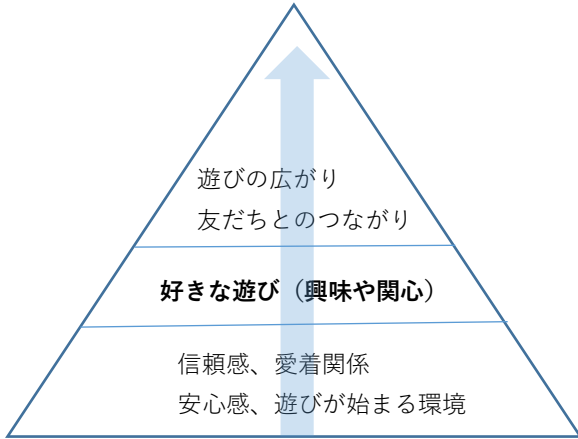 遊びの広がり
友だちとのつながり
好きな遊び（興味や関心）
信頼感、愛着関係
安心感、遊びが始まる環境